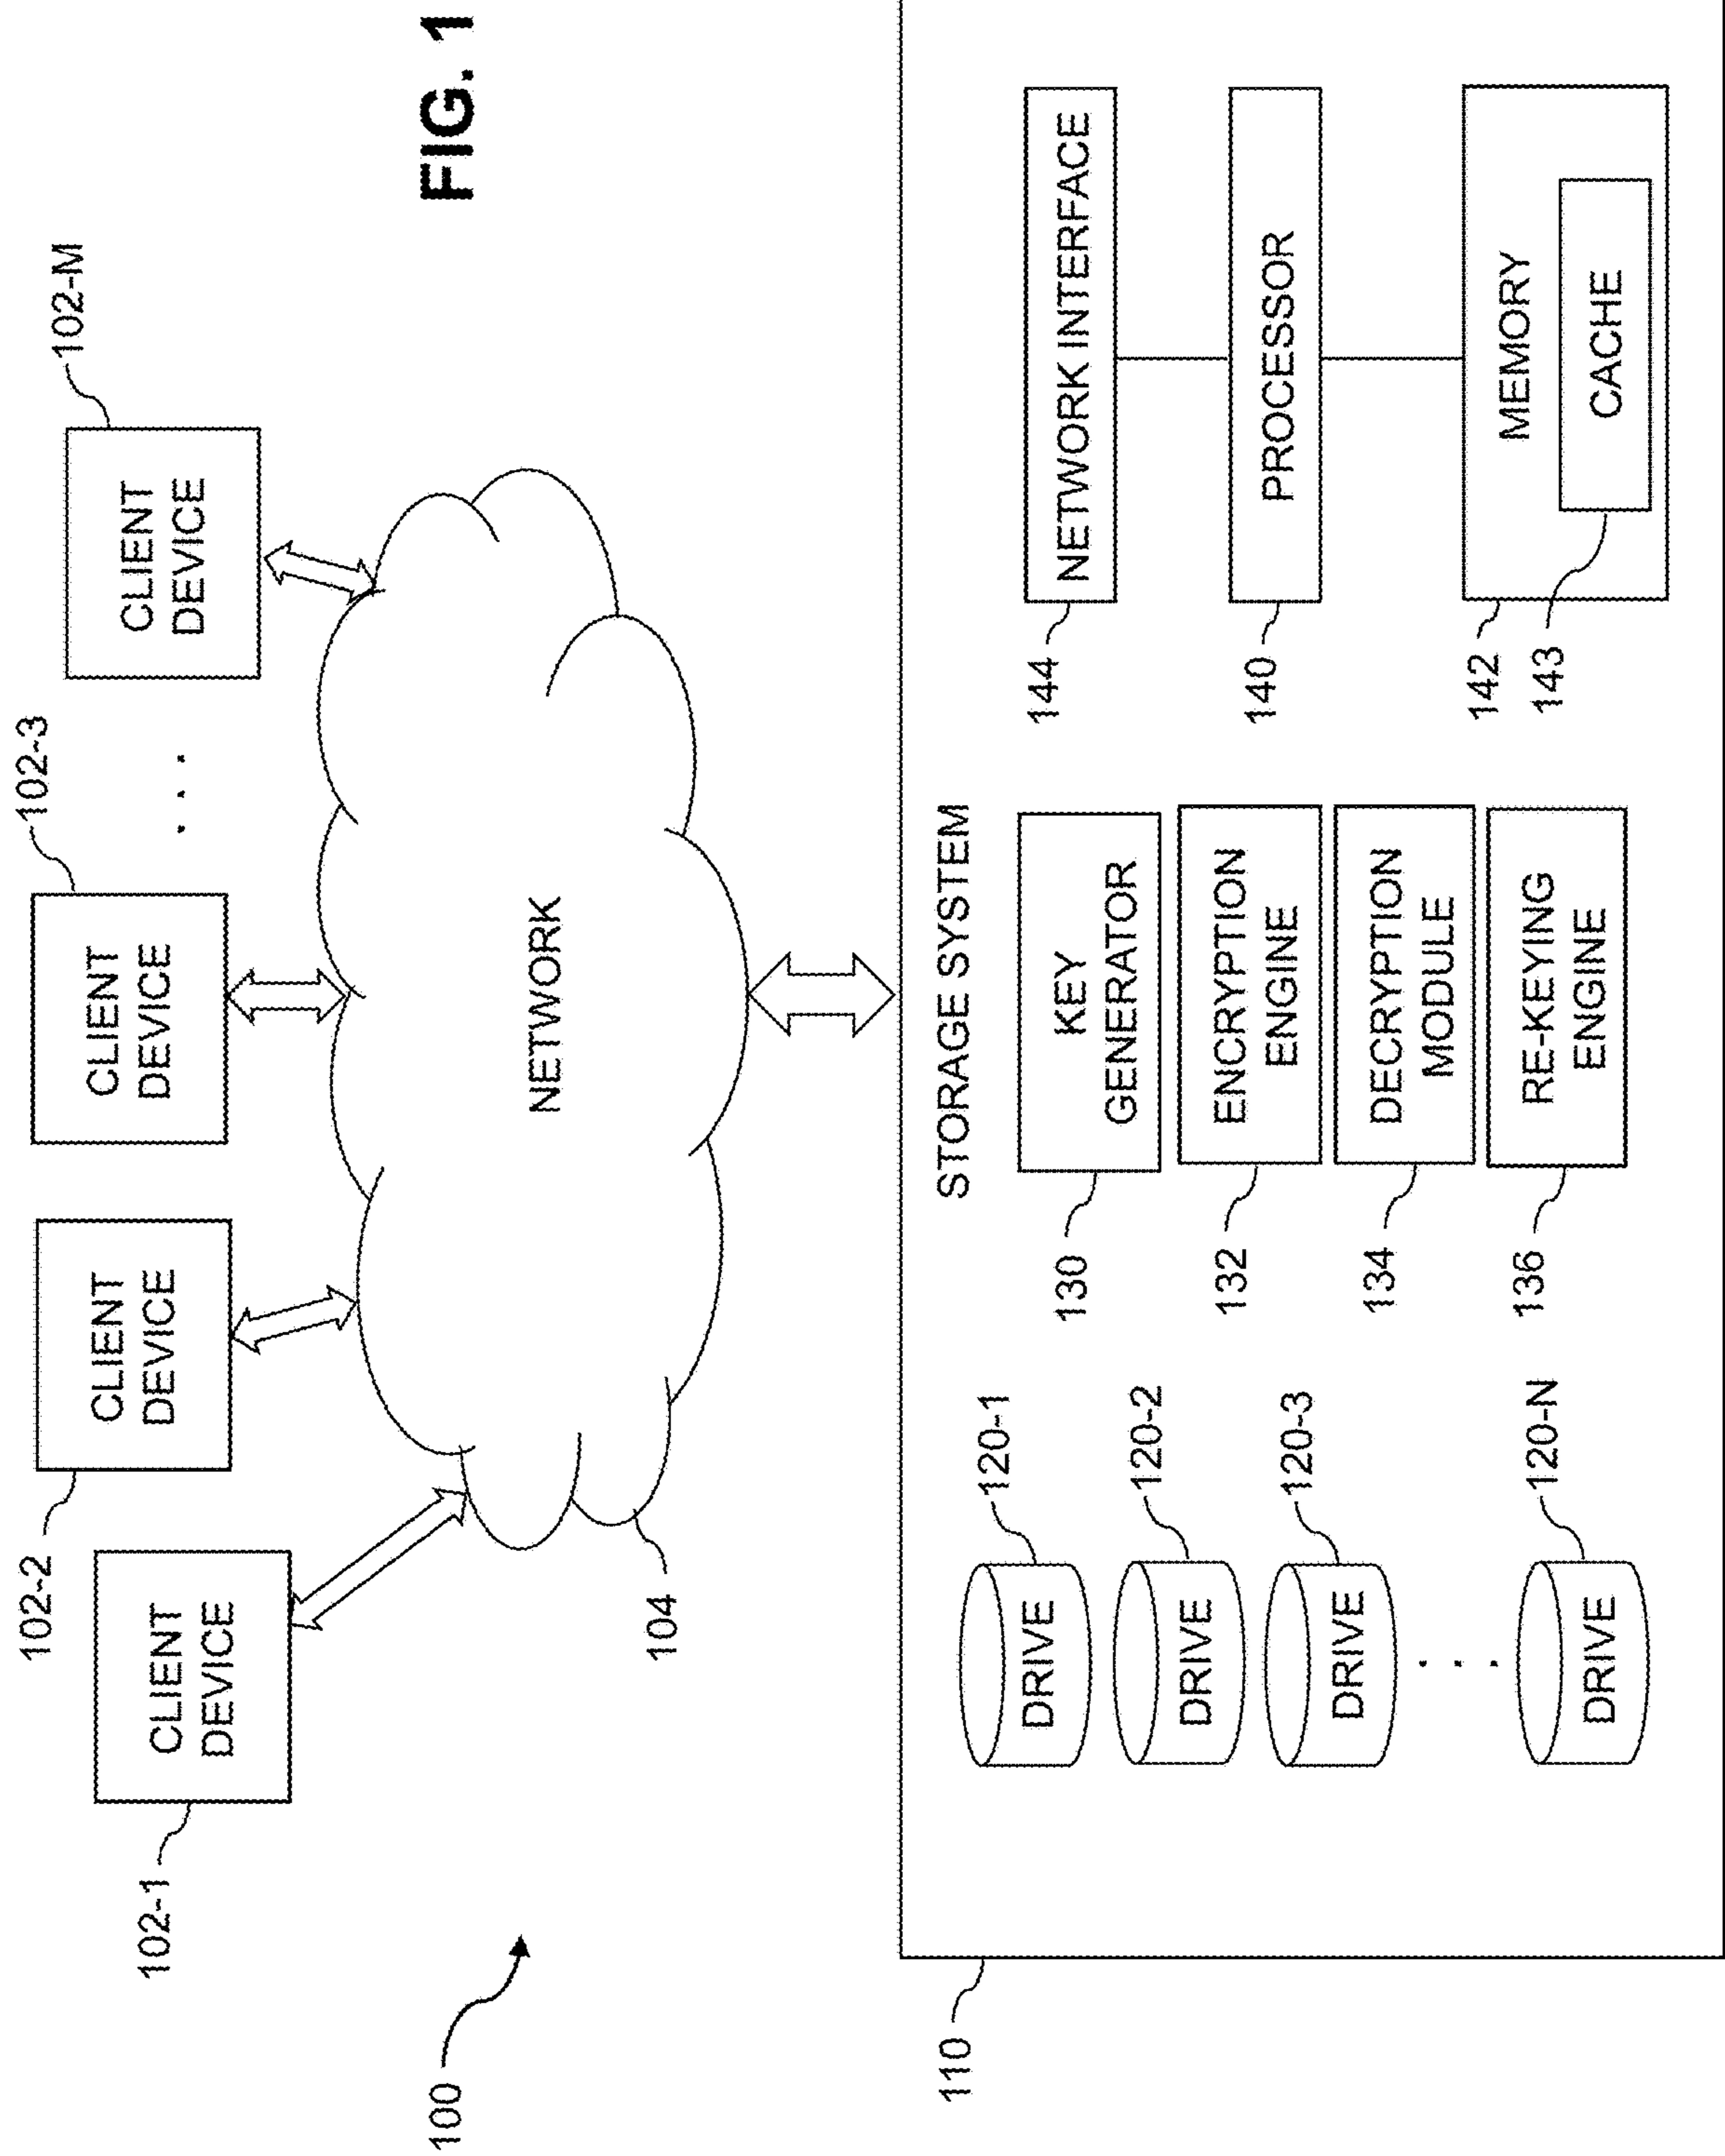 FIG. 1
100
102-1
CLIENT
DEVICE
102-2
CLIENT
DEVICE
102-3
CLIENT
DEVICE
. . .
102-M
CLIENT
DEVICE
NETWORK
104
110
STORAGE SYSTEM
120-1
DRIVE
120-2
DRIVE
120-3
DRIVE
. . .
120-N
DRIVE
130
KEY
GENERATOR
132
ENCRYPTION
ENGINE
134
DECRYPTION
MODULE
136
RE-KEYING
ENGINE
144
NETWORK INTERFACE
140
PROCESSOR
142
MEMORY
143
CACHE